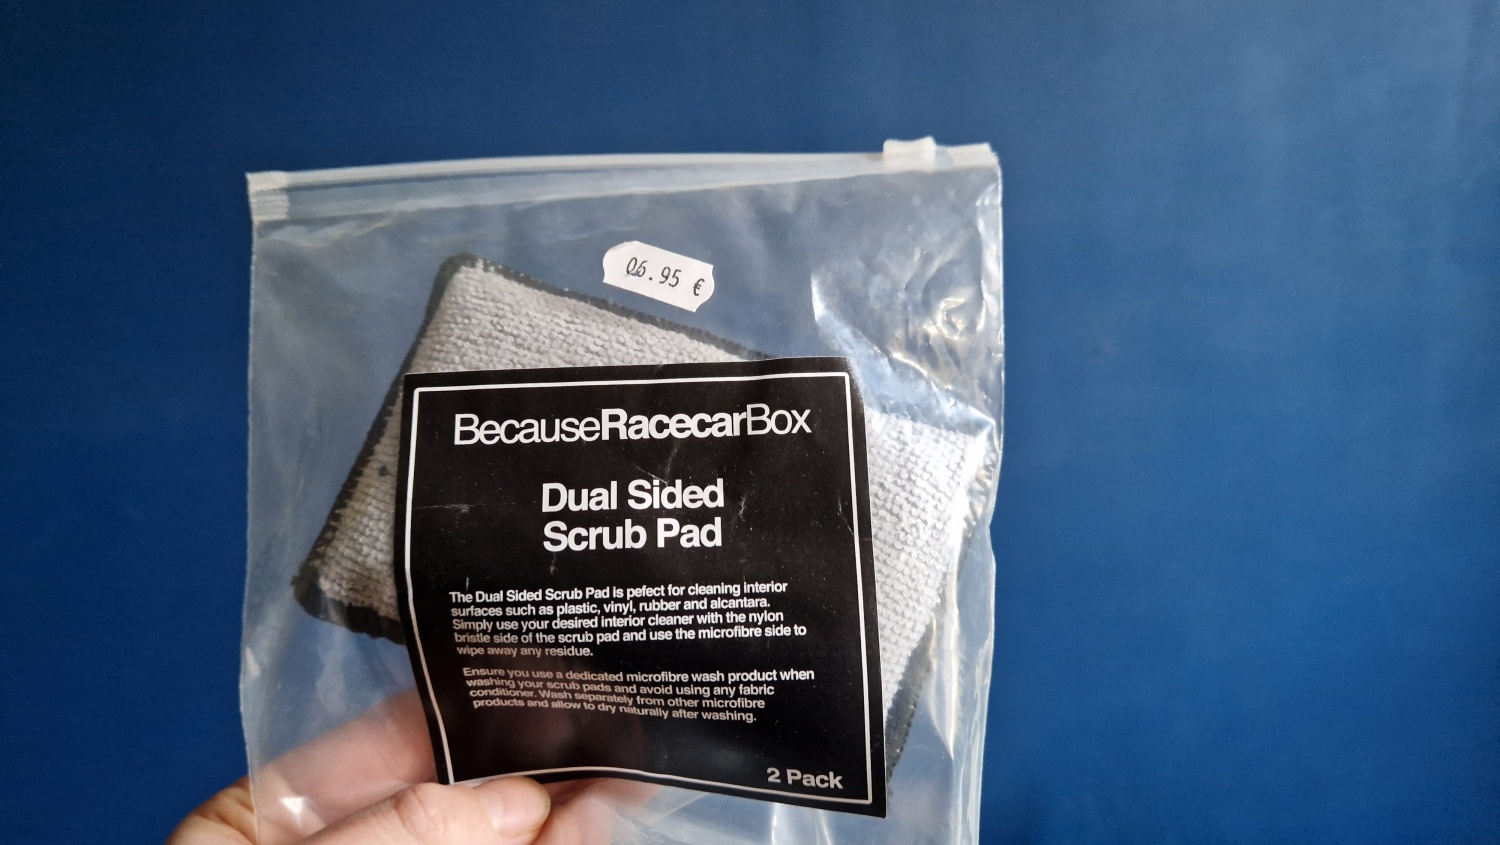 06.95 €
BecauseRacecarBox
Dual Sided
Scrub Pad
The Dual Sided Scrub Pad is pefect for cleaning interior
surfaces such as plastic, vinyl, rubber and alcantara.
Simply use your desired interior cleaner with the nylon
bristle side of the scrub pad and use the microfibre side to
wipe away any residue.
Ensure you use a dedicated microfibre wash product when
washing your scrub pads and avoid using any fabric
conditioner. Wash separately from other microfibre
products and allow to dry naturally after washing.
2 Pack